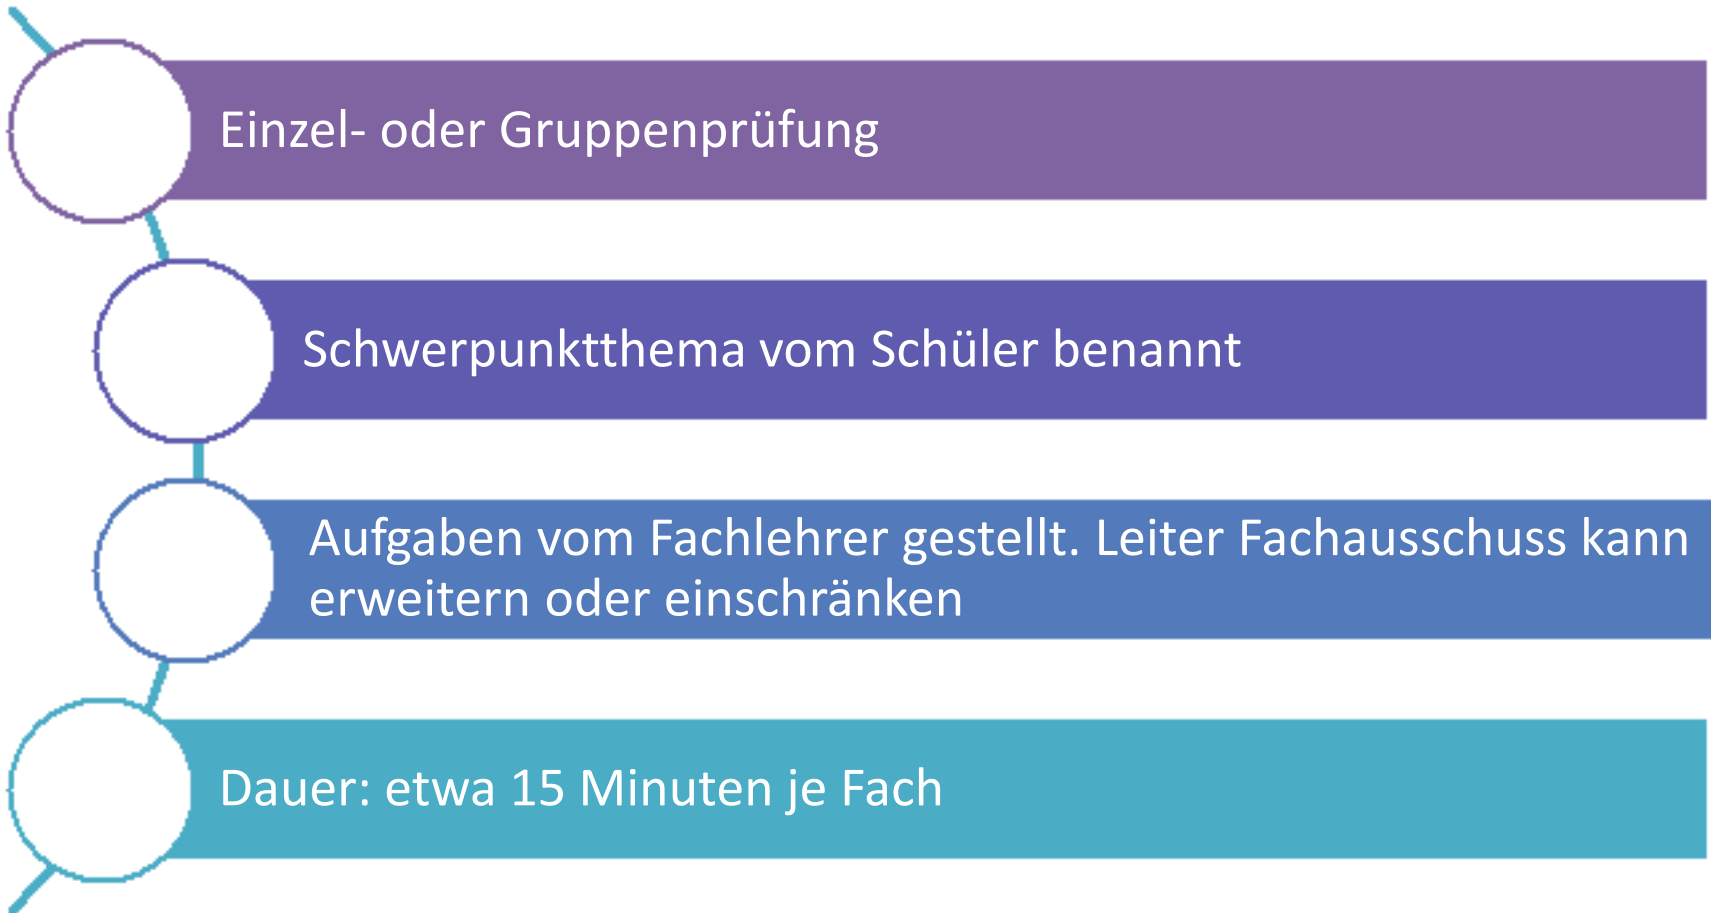 Einzel- oder Gruppenprüfung
Schwerpunktthema vom Schüler benannt
Aufgaben vom Fachlehrer gestellt. Leiter Fachausschuss kann
erweitern oder einschränken
Dauer: etwa 15 Minuten je Fach